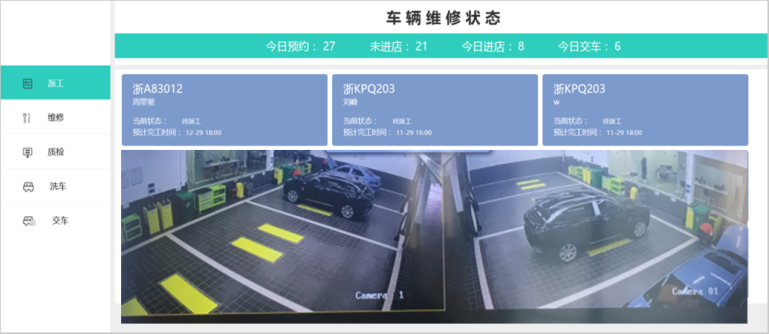 车辆维修状态
今日预约： 27 未进店： 21 今日进店： 8 今日交车： 6
派工
维修
质检
洗车
交车
浙A83012
周星驰
当前状态： 待派工
预计完工时间： 12-29 18:00
浙KPQ203
刘峰
当前状态： 待派工
预计完工时间： 11-29 16:00
浙KPQ203
w
当前状态： 待派工
预计完工时间： 11-29 18:00
Camera 1
Camera 01